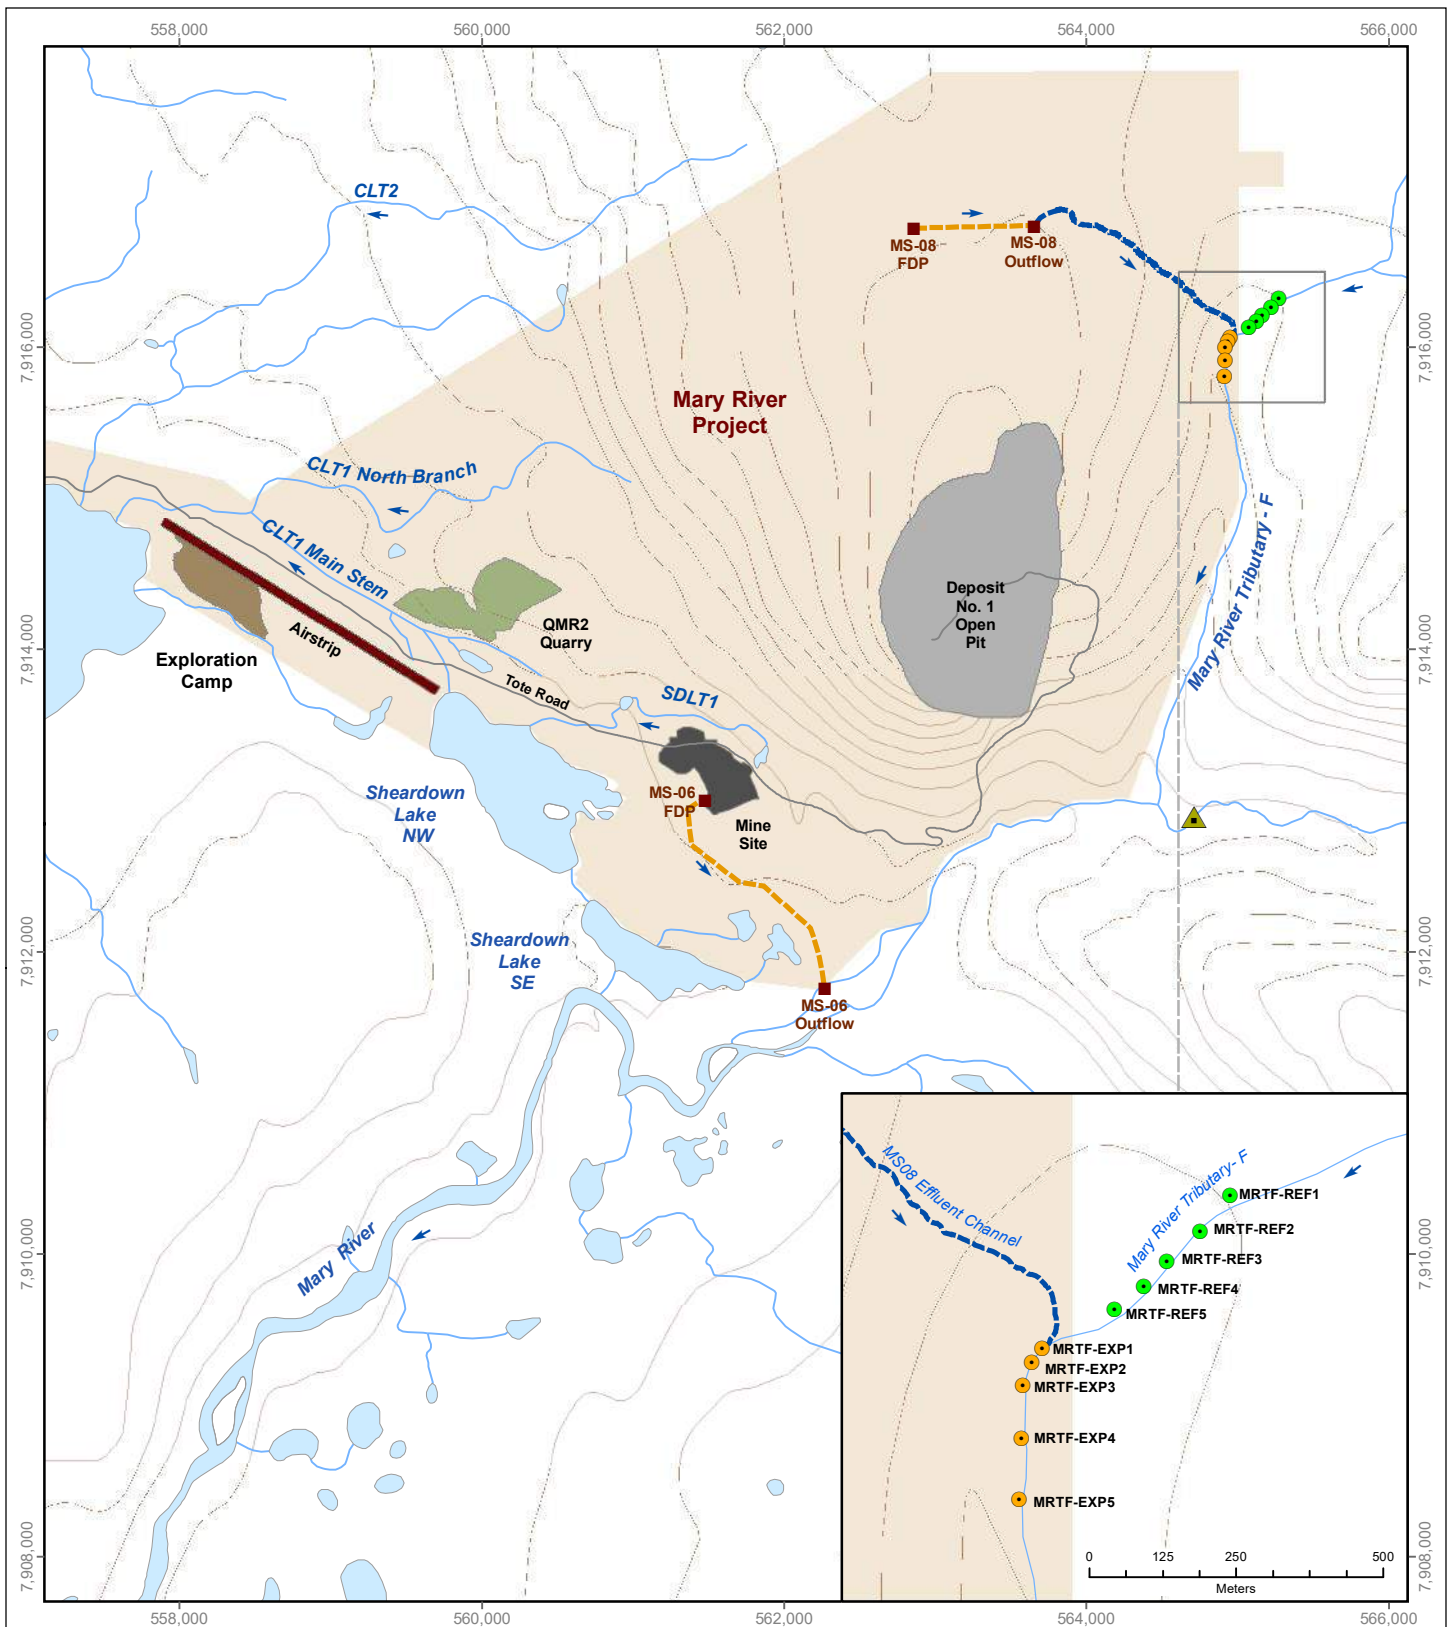 558,000
560,000
562,000
564,000
566,000
CLT2
MS-08
FDP
MS-08
Outflow
7,916,000
7,916,000
Mary River
Project
CLT1 North Branch
CLT1 Main Stem
Mary River Tributary - F
Deposit
No. 1
Open
Pit
QMR2
Quarry
Airstrip
Exploration
Camp
7,914,000
7,914,000
Tote Road
SDLT1
Sheardown
Lake
NW
MS-06
FDP
Mine
Site
Sheardown
Lake
SE
7,912,000
7,912,000
MS-06
Outflow
MS08 Effluent Channel
Mary River Tributary- F
MRTF-REF1
MRTF-REF2
MRTF-REF3
MRTF-REF4
MRTF-REF5
Mary River
7,910,000
7,910,000
MRTF-EXP1
MRTF-EXP2
MRTF-EXP3
MRTF-EXP4
MRTF-EXP5
0 125 250 500
Meters
7,908,000
7,908,000
558,000
560,000
562,000
564,000
566,000